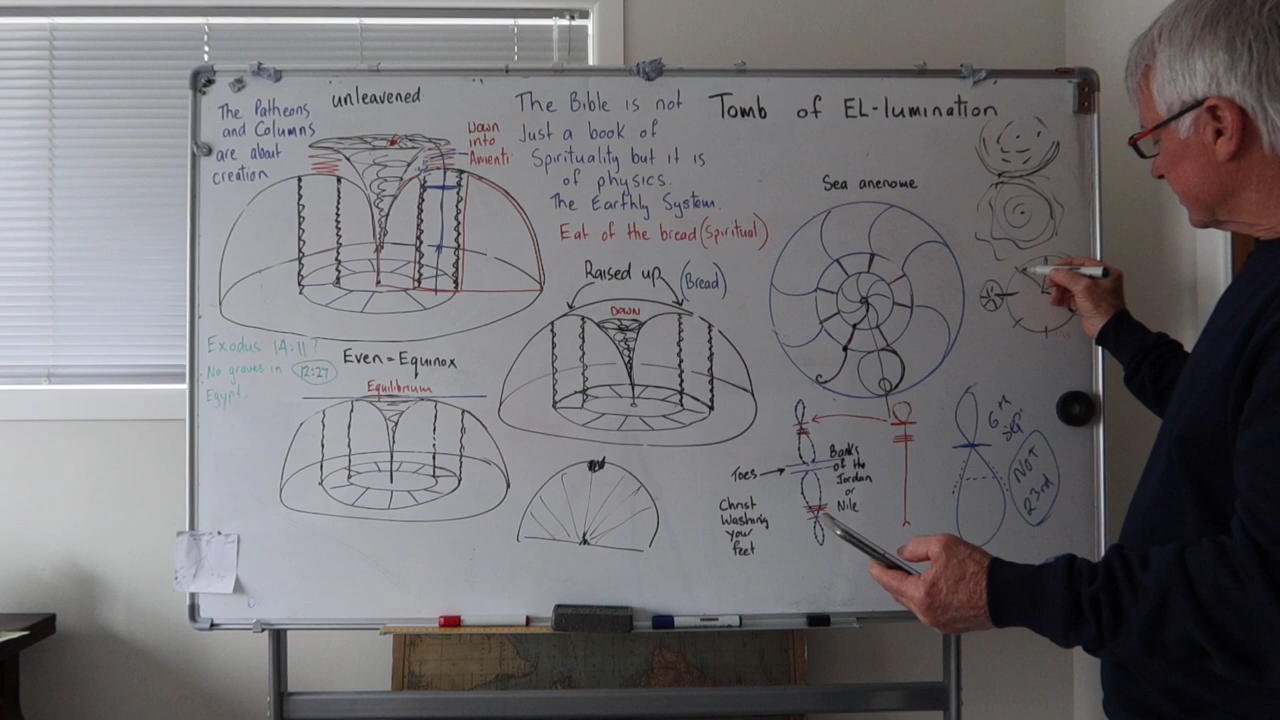 The Patheons
and Columns
are about
creation
unleavened
Down
into
Amenti
The Bible is not
Just a book of
Spirituality but it is
of physics.
The Earthly System.
Eat of the bread (Spiritual)
Tomb of EL-lumination
Sea anenome
Raised up (Bread)
DOWN
Exodus 14:11?
No graves in 12:27
Egypt.
Even = Equinox
Equilibrium
Toes
Banks
of the
Jordan
or
Nile
Christ
Washing
your
feet
6th
Sep.
NOT
23rd